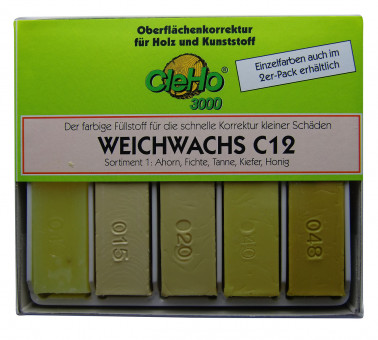 Oberflächenkorrektur
für Holz und Kunststoff
Einzelfarben auch im
2er-Pack erhältlich
CleHo®
3000
Der farbige Füllstoff für die schnelle Korrektur kleiner Schäden
WEICHWACHS C12
Sortiment 1: Ahorn, Fichte, Tanne, Kiefer, Honig
015
020
040
048